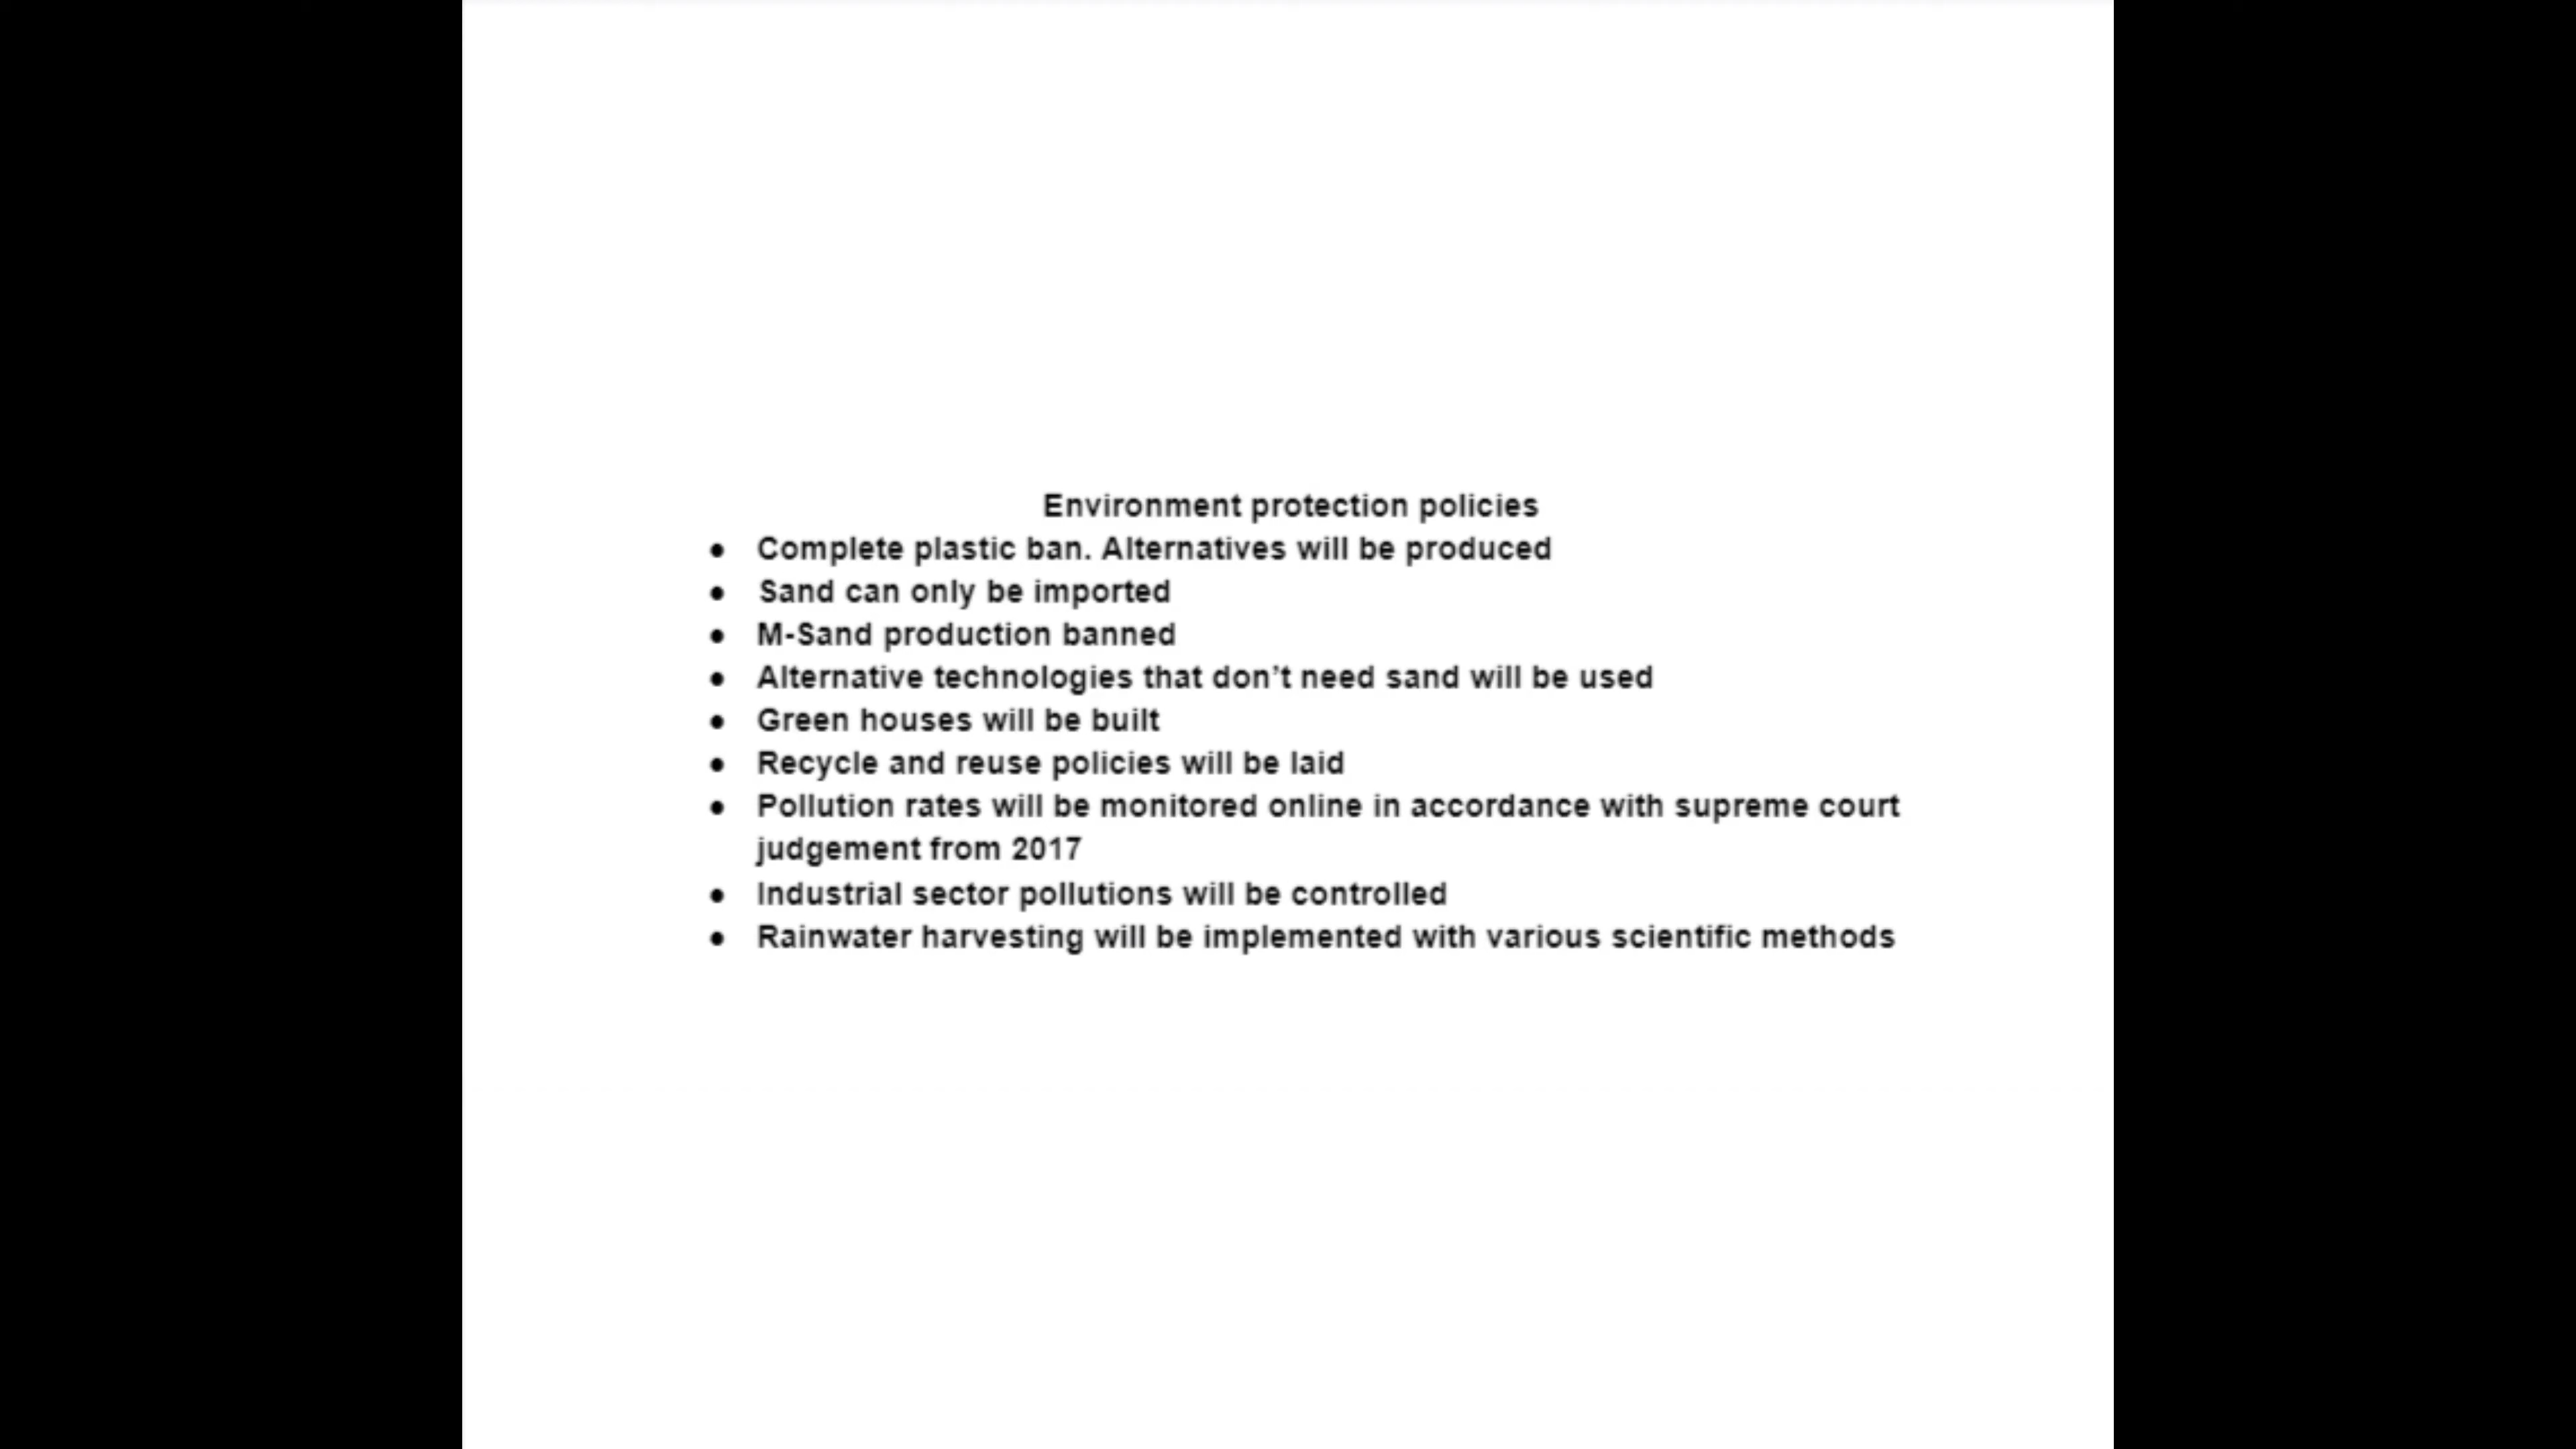 Environment protection policies
● Complete plastic ban. Alternatives will be produced
● Sand can only be imported
● M-Sand production banned
● Alternative technologies that don’t need sand will be used
● Green houses will be built
● Recycle and reuse policies will be laid
● Pollution rates will be monitored online in accordance with supreme court
judgement from 2017
● Industrial sector pollutions will be controlled
● Rainwater harvesting will be implemented with various scientific methods